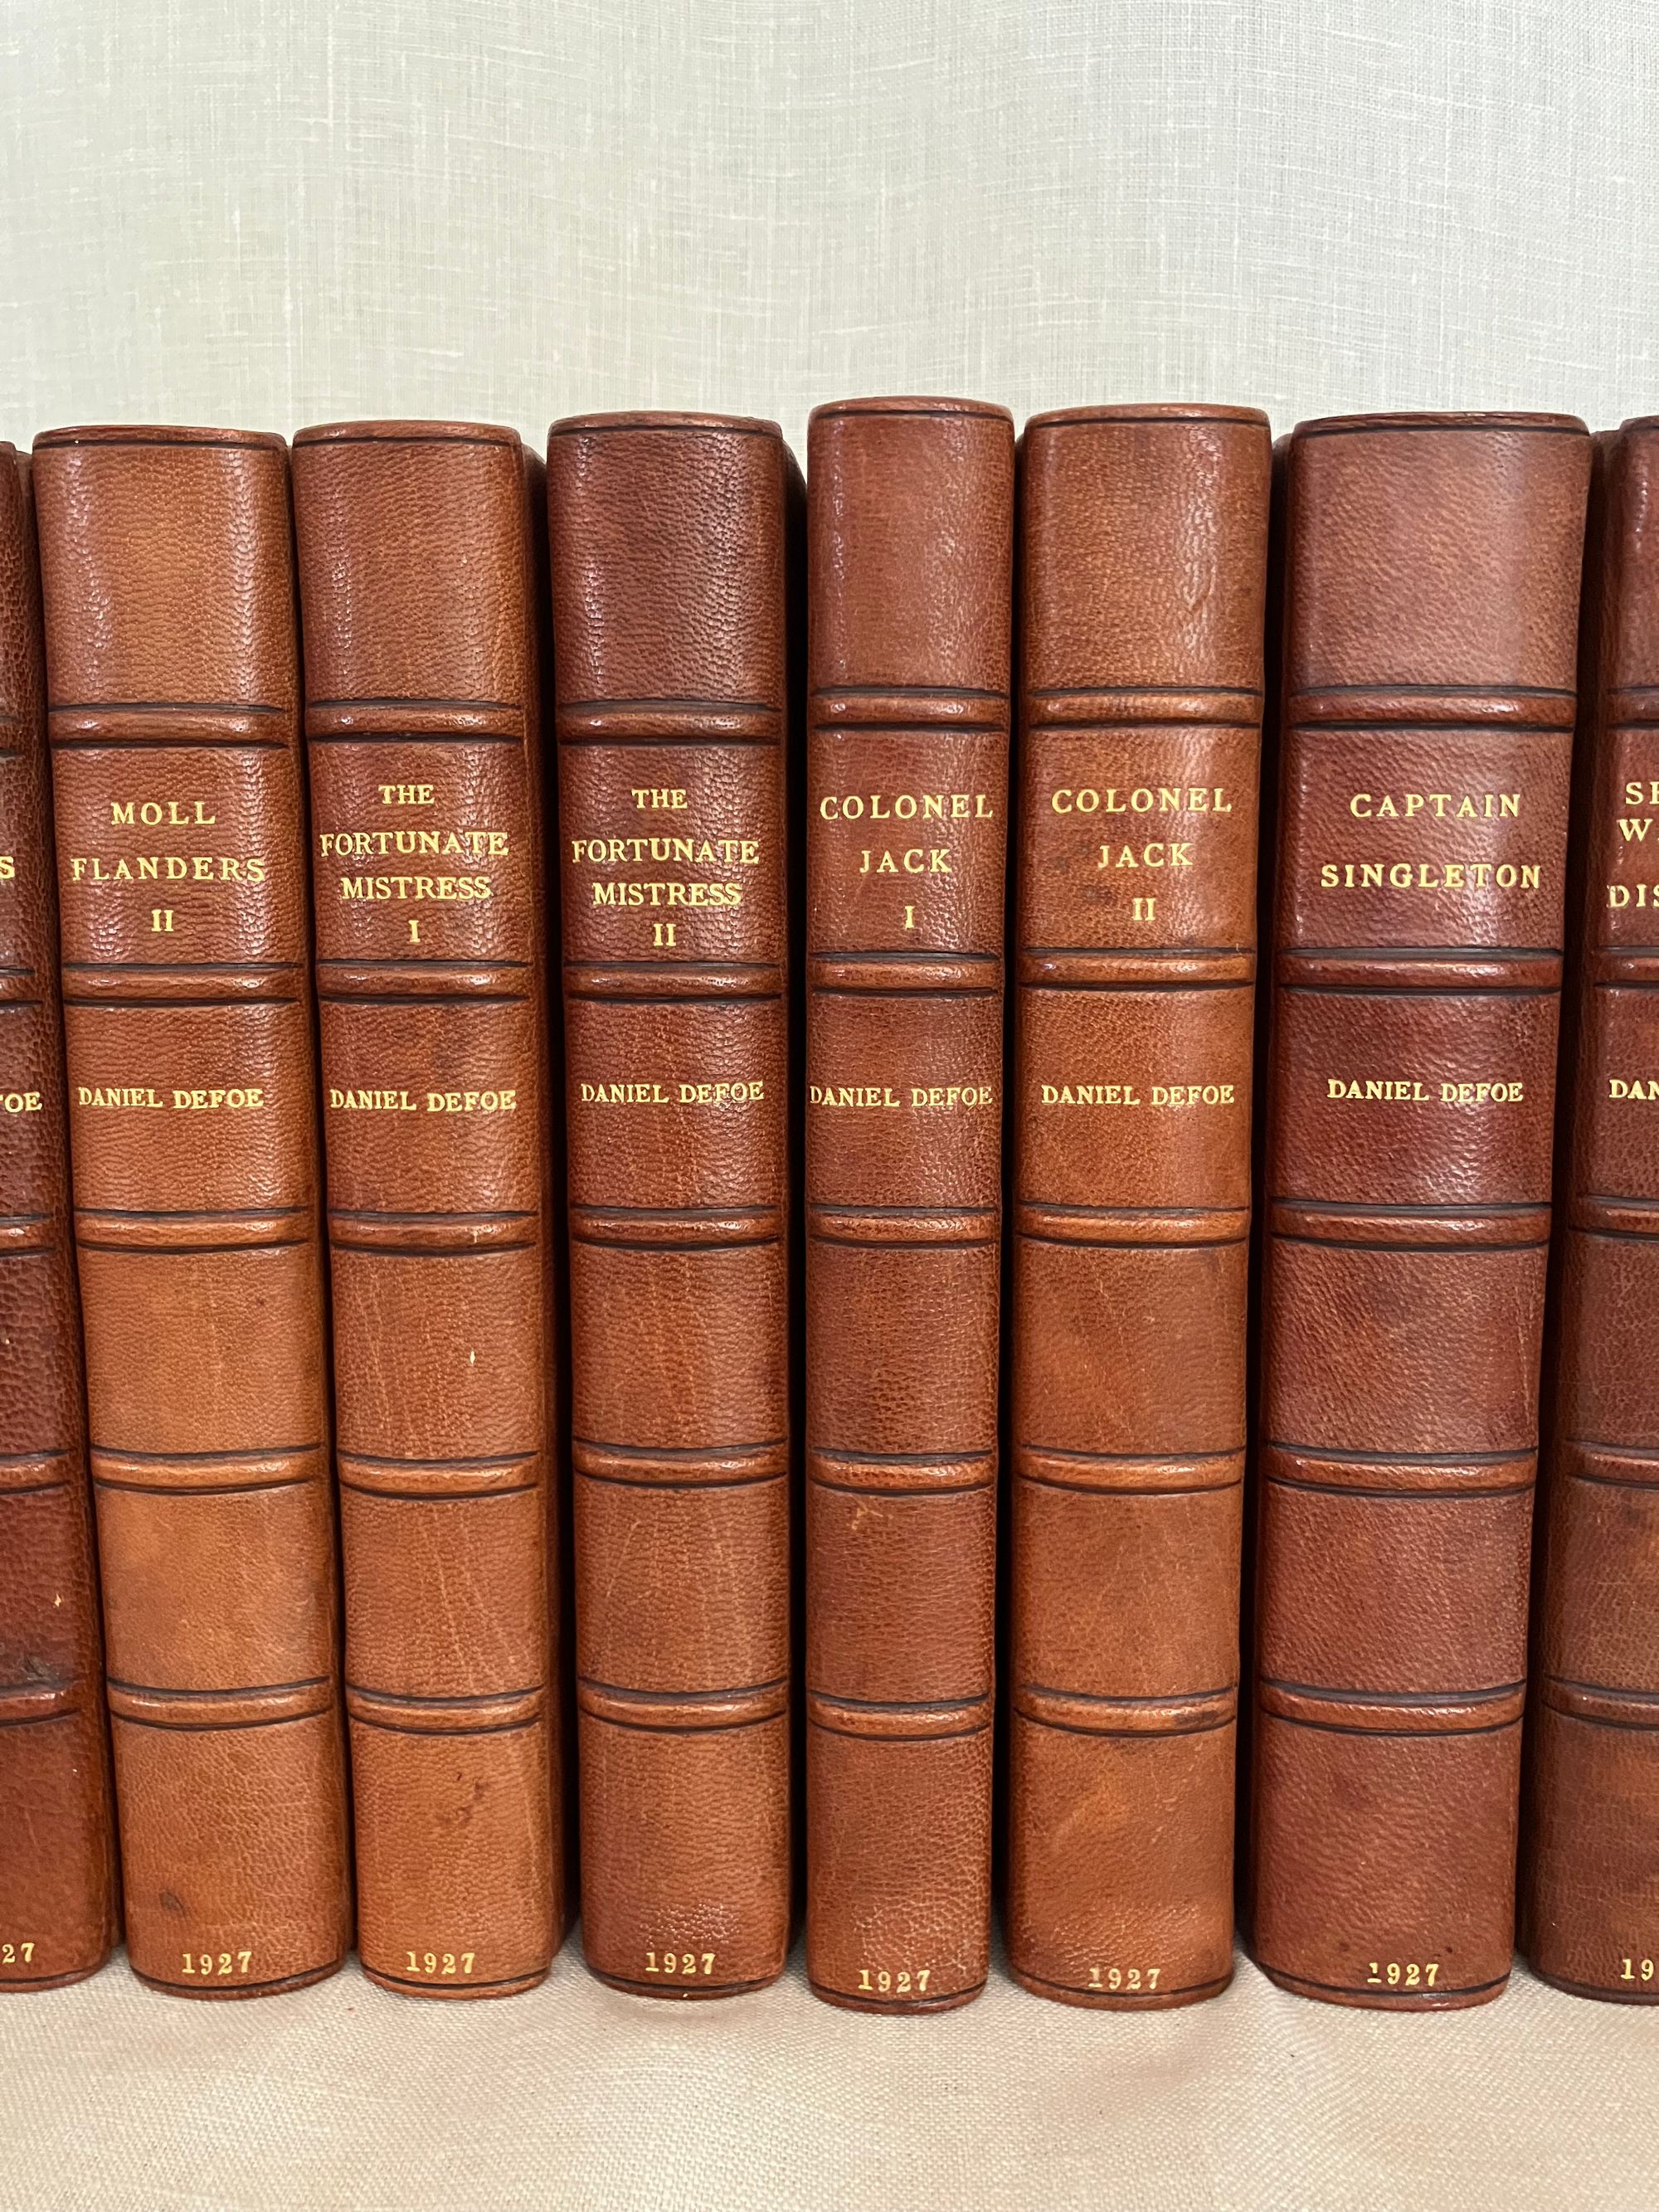 MOLL
FLANDERS
II
DANIEL DEFOE
1927
THE
FORTUNATE
MISTRESS
I
DANIEL DEFOE
1927
THE
FORTUNATE
MISTRESS
II
DANIEL DEFOE
1927
COLONEL
JACK
I
DANIEL DEFOE
1927
COLONEL
JACK
II
DANIEL DEFOE
1927
CAPTAIN
SINGLETON
DANIEL DEFOE
1927